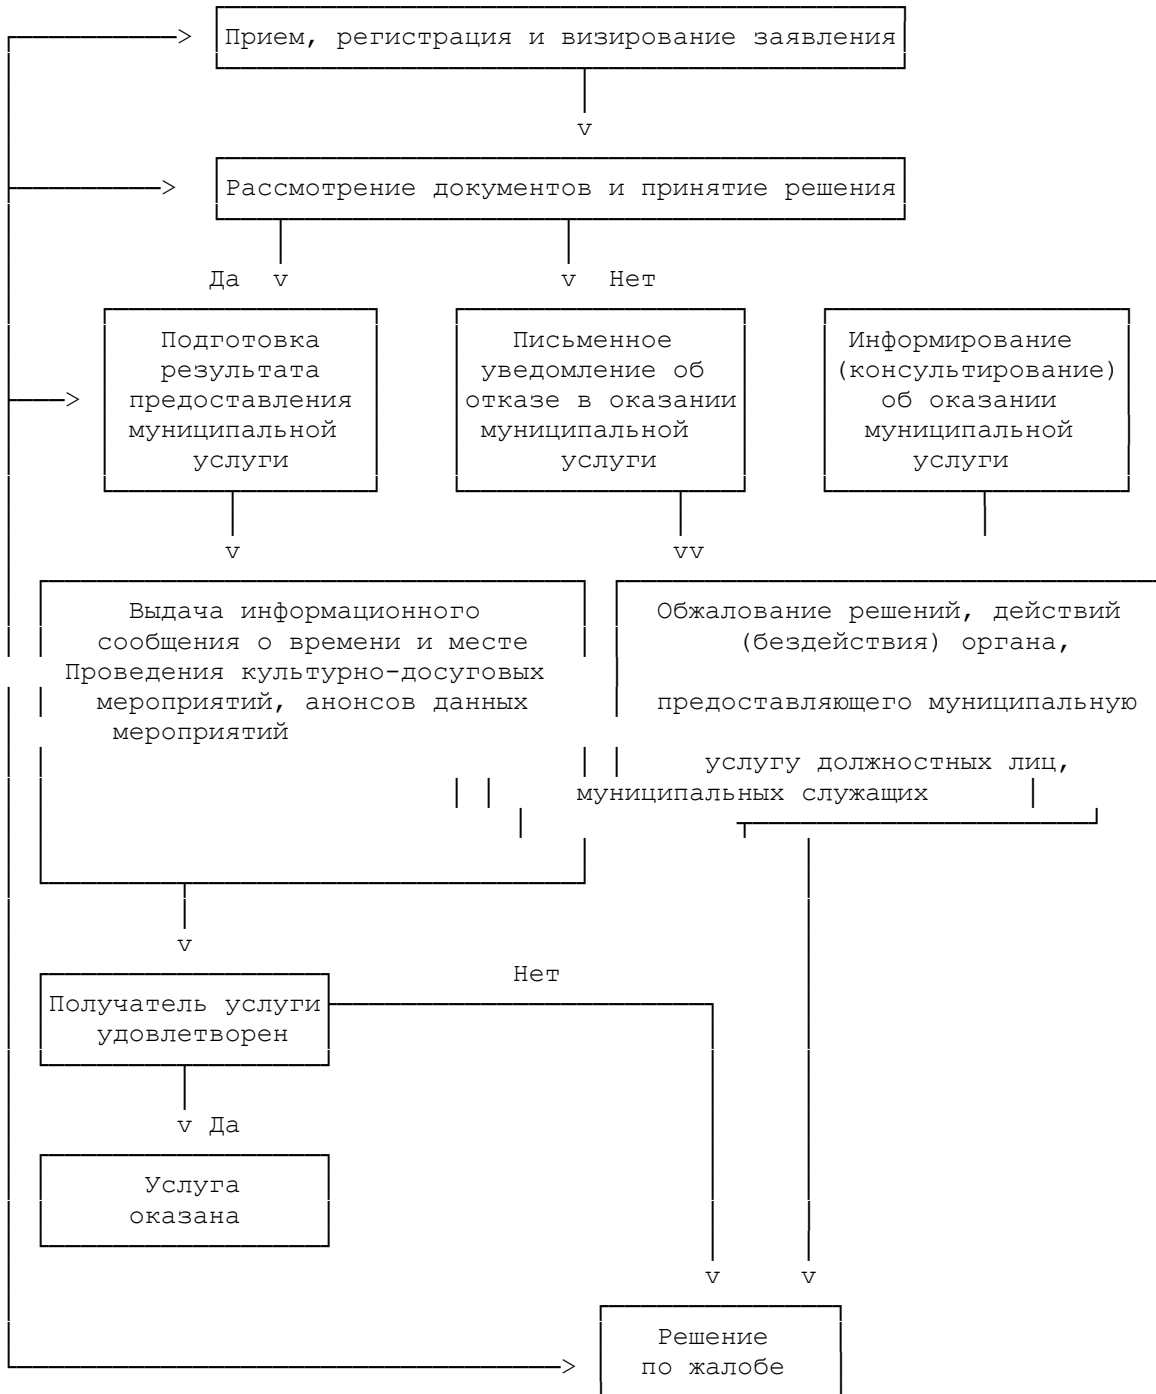 Прием, регистрация и визирование заявления
v
Рассмотрение документов и принятие решения
Да v
v Нет
Подготовка
результата
предоставления
муниципальной
услуги
Письменное
уведомление об
отказе в оказании
муниципальной
услуги
Информирование
(консультирование)
об оказании
муниципальной
услуги
v
vv
Выдача информационного
сообщения о времени и месте
Проведения культурно-досуговых
мероприятий, анонсов данных
мероприятий
Обжалование решений, действий
(бездействия) органа,
предоставляющего муниципальную
услугу должностных лиц,
муниципальных служащих
v
Нет
Получатель услуги
удовлетворен
v Да
Услуга
оказана
v v
Решение
по жалобе